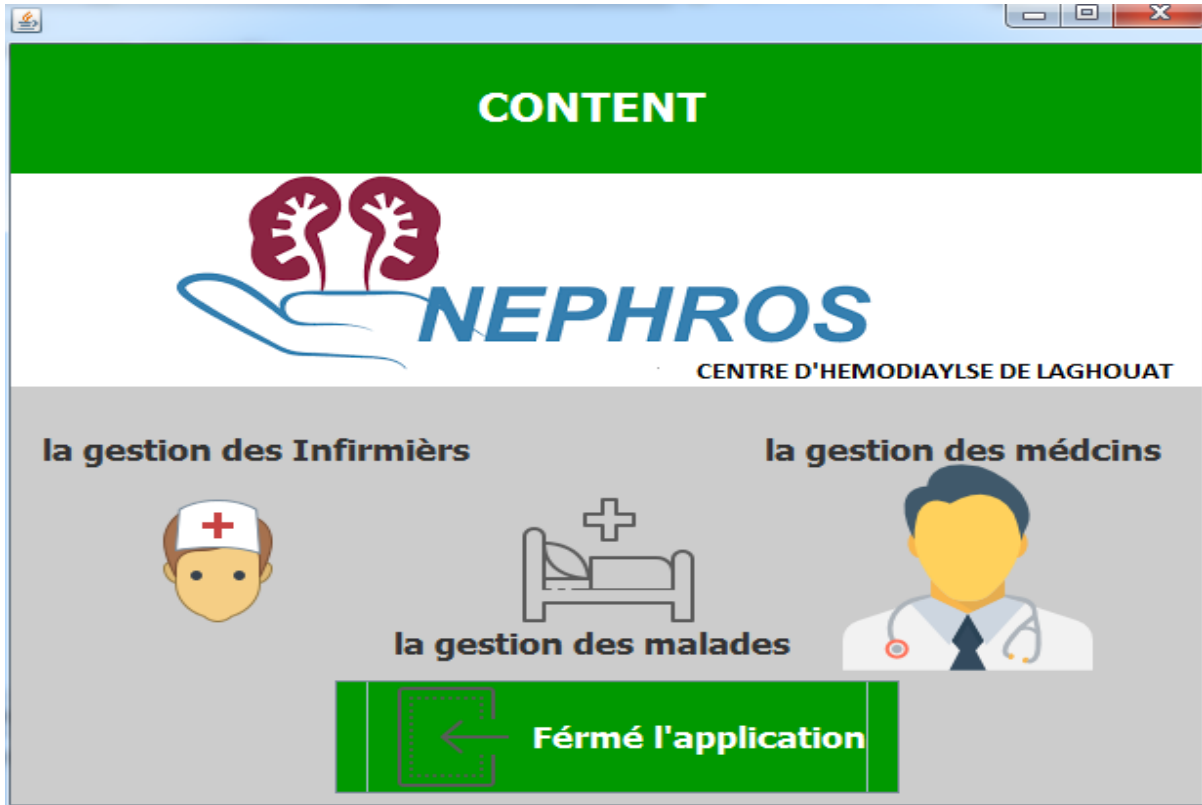 CONTENT
NEPHROS
CENTRE D'HEMODIAYLSE DE LAGHOUAT
la gestion des Infirmièrs
la gestion des médcins
la gestion des malades
Férmé l'application